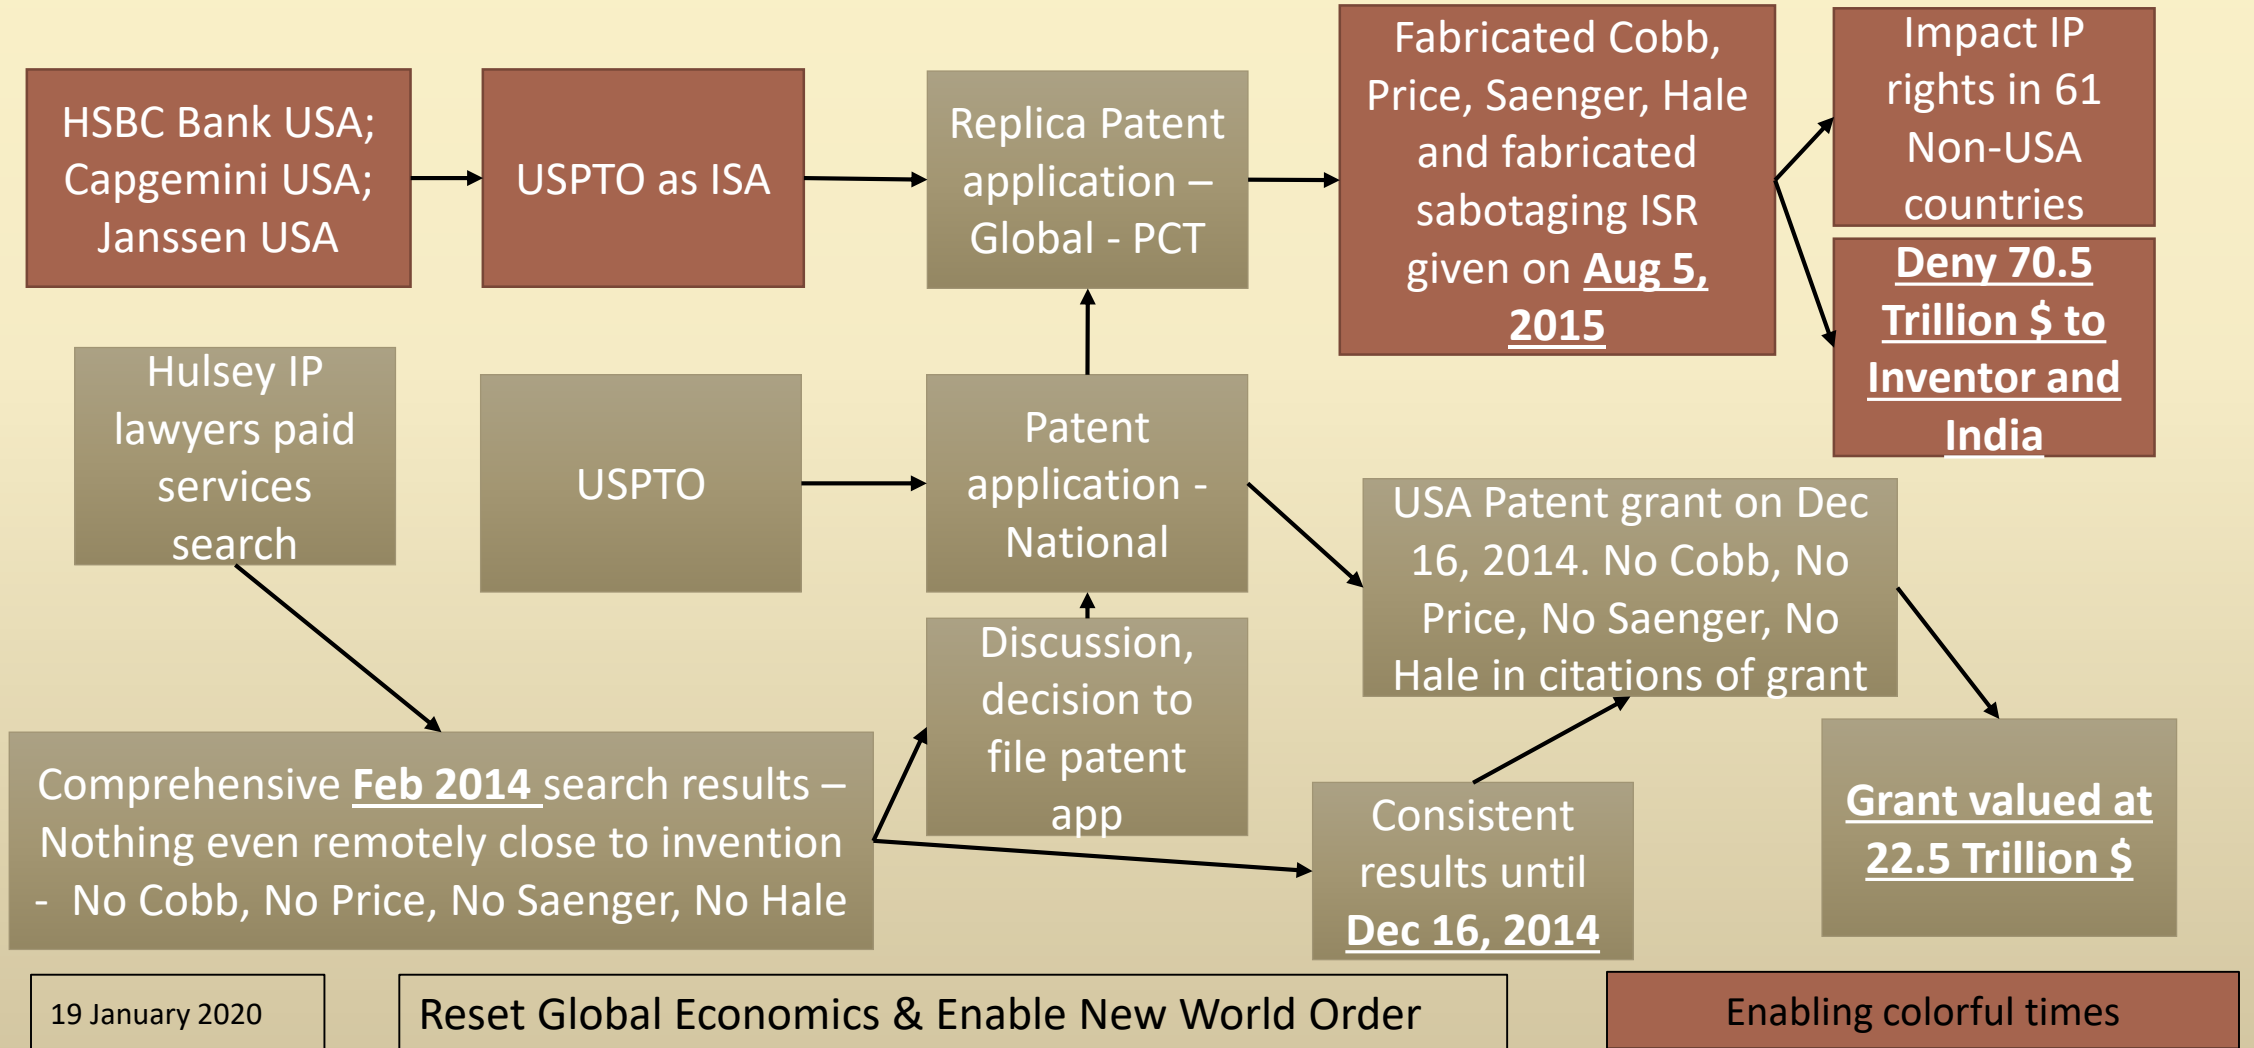 HSBC Bank USA;
Capgemini USA;
Janssen USA
USPTO as ISA
Replica Patent
application –
Global - PCT
Fabricated Cobb,
Price, Saenger, Hale
and fabricated
sabotaging ISR
given on Aug 5,
2015
Impact IP
rights in 61
Non-USA
countries
Deny 70.5
Trillion $ to
Inventor and
India
Hulsey IP
lawyers paid
services
search
USPTO
Patent
application -
National
USA Patent grant on Dec
16, 2014. No Cobb, No
Price, No Saenger, No
Hale in citations of grant
Discussion,
decision to
file patent
app
Comprehensive Feb 2014 search results –
Nothing even remotely close to invention
- No Cobb, No Price, No Saenger, No Hale
Consistent
results until
Dec 16, 2014
Grant valued at
22.5 Trillion $
19 January 2020
Reset Global Economics & Enable New World Order
Enabling colorful times